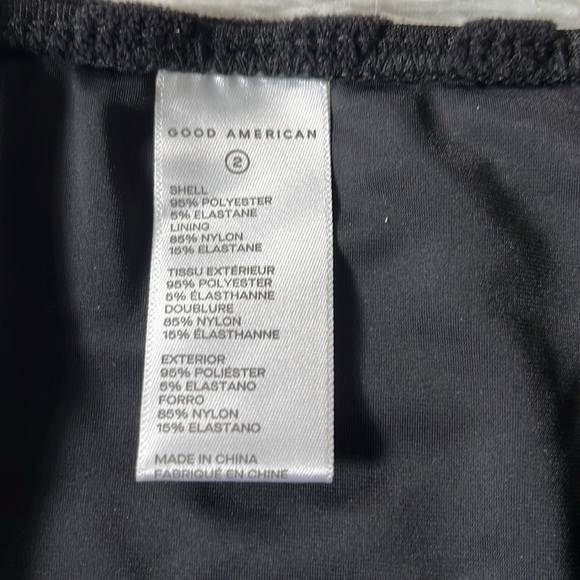 GOOD AMERICAN
2
SHELL
95% POLYESTER
5% ELASTANE
LINING
85% NYLON
15% ELASTANE
TISSU EXTÉRIEUR
95% POLYESTER
5% ÉLASTHANNE
DOUBLURE
85% NYLON
15% ÉLASTHANNE
EXTERIOR
95% POLIÉSTER
5% ELASTANO
FORRO
85% NYLON
15% ELASTANO
MADE IN CHINA
FABRIQUÉ EN CHINE